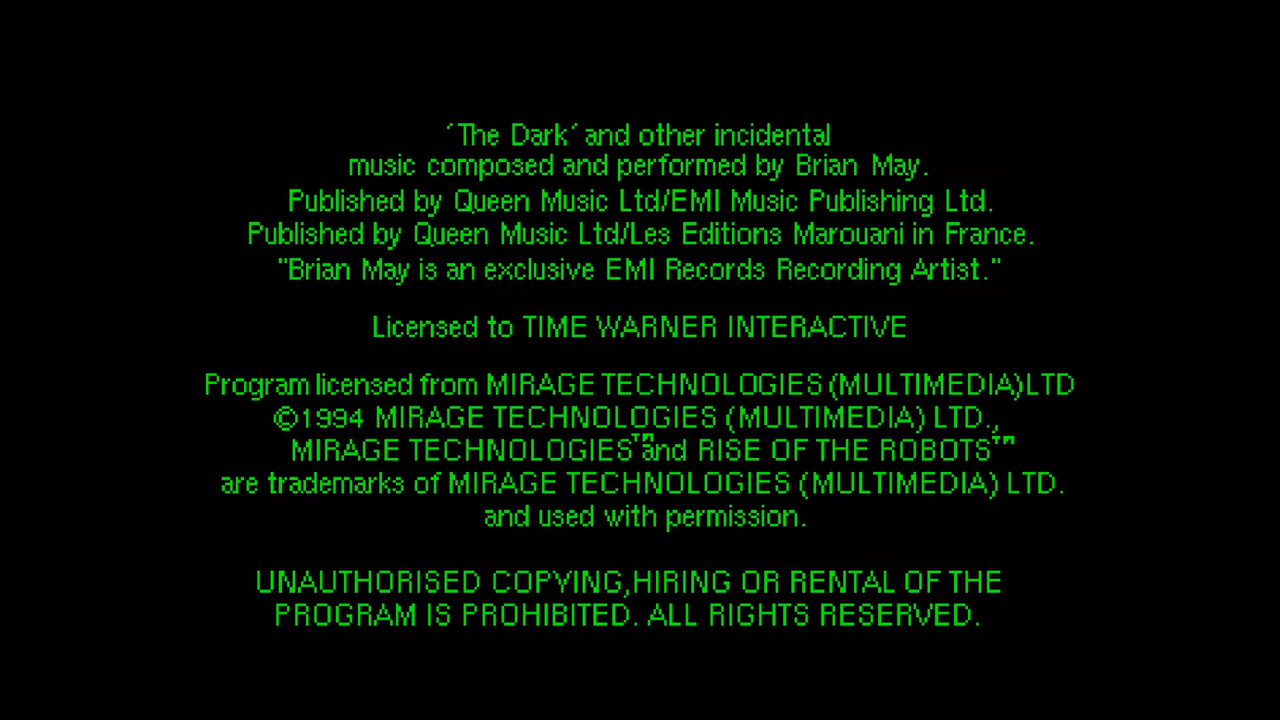 ´The Dark´ and other incidental
music composed and performed by Brian May.
Published by Queen Music Ltd/EMI Music Publishing Ltd.
Published by Queen Music Ltd/Les Editions Marouani in France.
"Brian May is an exclusive EMI Records Recording Artist."
Licensed to TIME WARNER INTERACTIVE
Program licensed from MIRAGE TECHNOLOGIES (MULTIMEDIA)LTD
©1994 MIRAGE TECHNOLOGIES (MULTIMEDIA) LTD.,
MIRAGE TECHNOLOGIES™and RISE OF THE ROBOTS™
are trademarks of MIRAGE TECHNOLOGIES (MULTIMEDIA) LTD.
and used with permission.
UNAUTHORISED COPYING,HIRING OR RENTAL OF THE
PROGRAM IS PROHIBITED. ALL RIGHTS RESERVED.